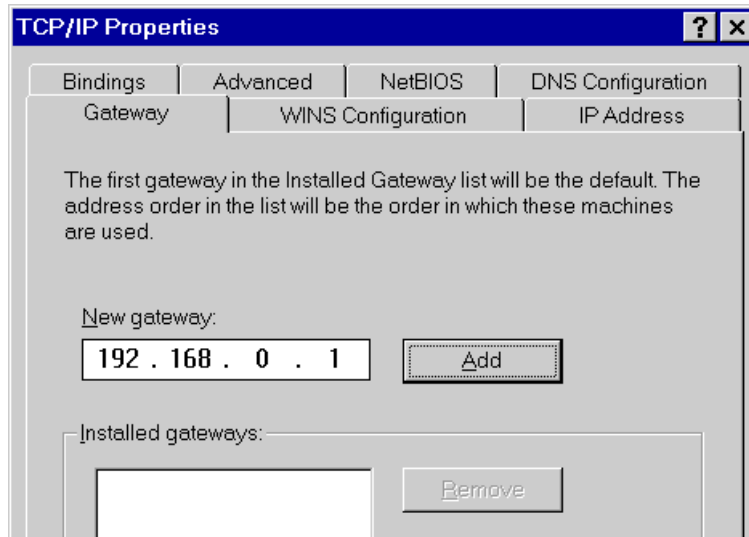 TCP/IP Properties
? ×
Bindings Advanced NetBIOS DNS Configuration
Gateway WINS Configuration IP Address
The first gateway in the Installed Gateway list will be the default. The
address order in the list will be the order in which these machines
are used.
New gateway:
192 . 168 . 0 . 1 Add
Installed gateways:
Remove